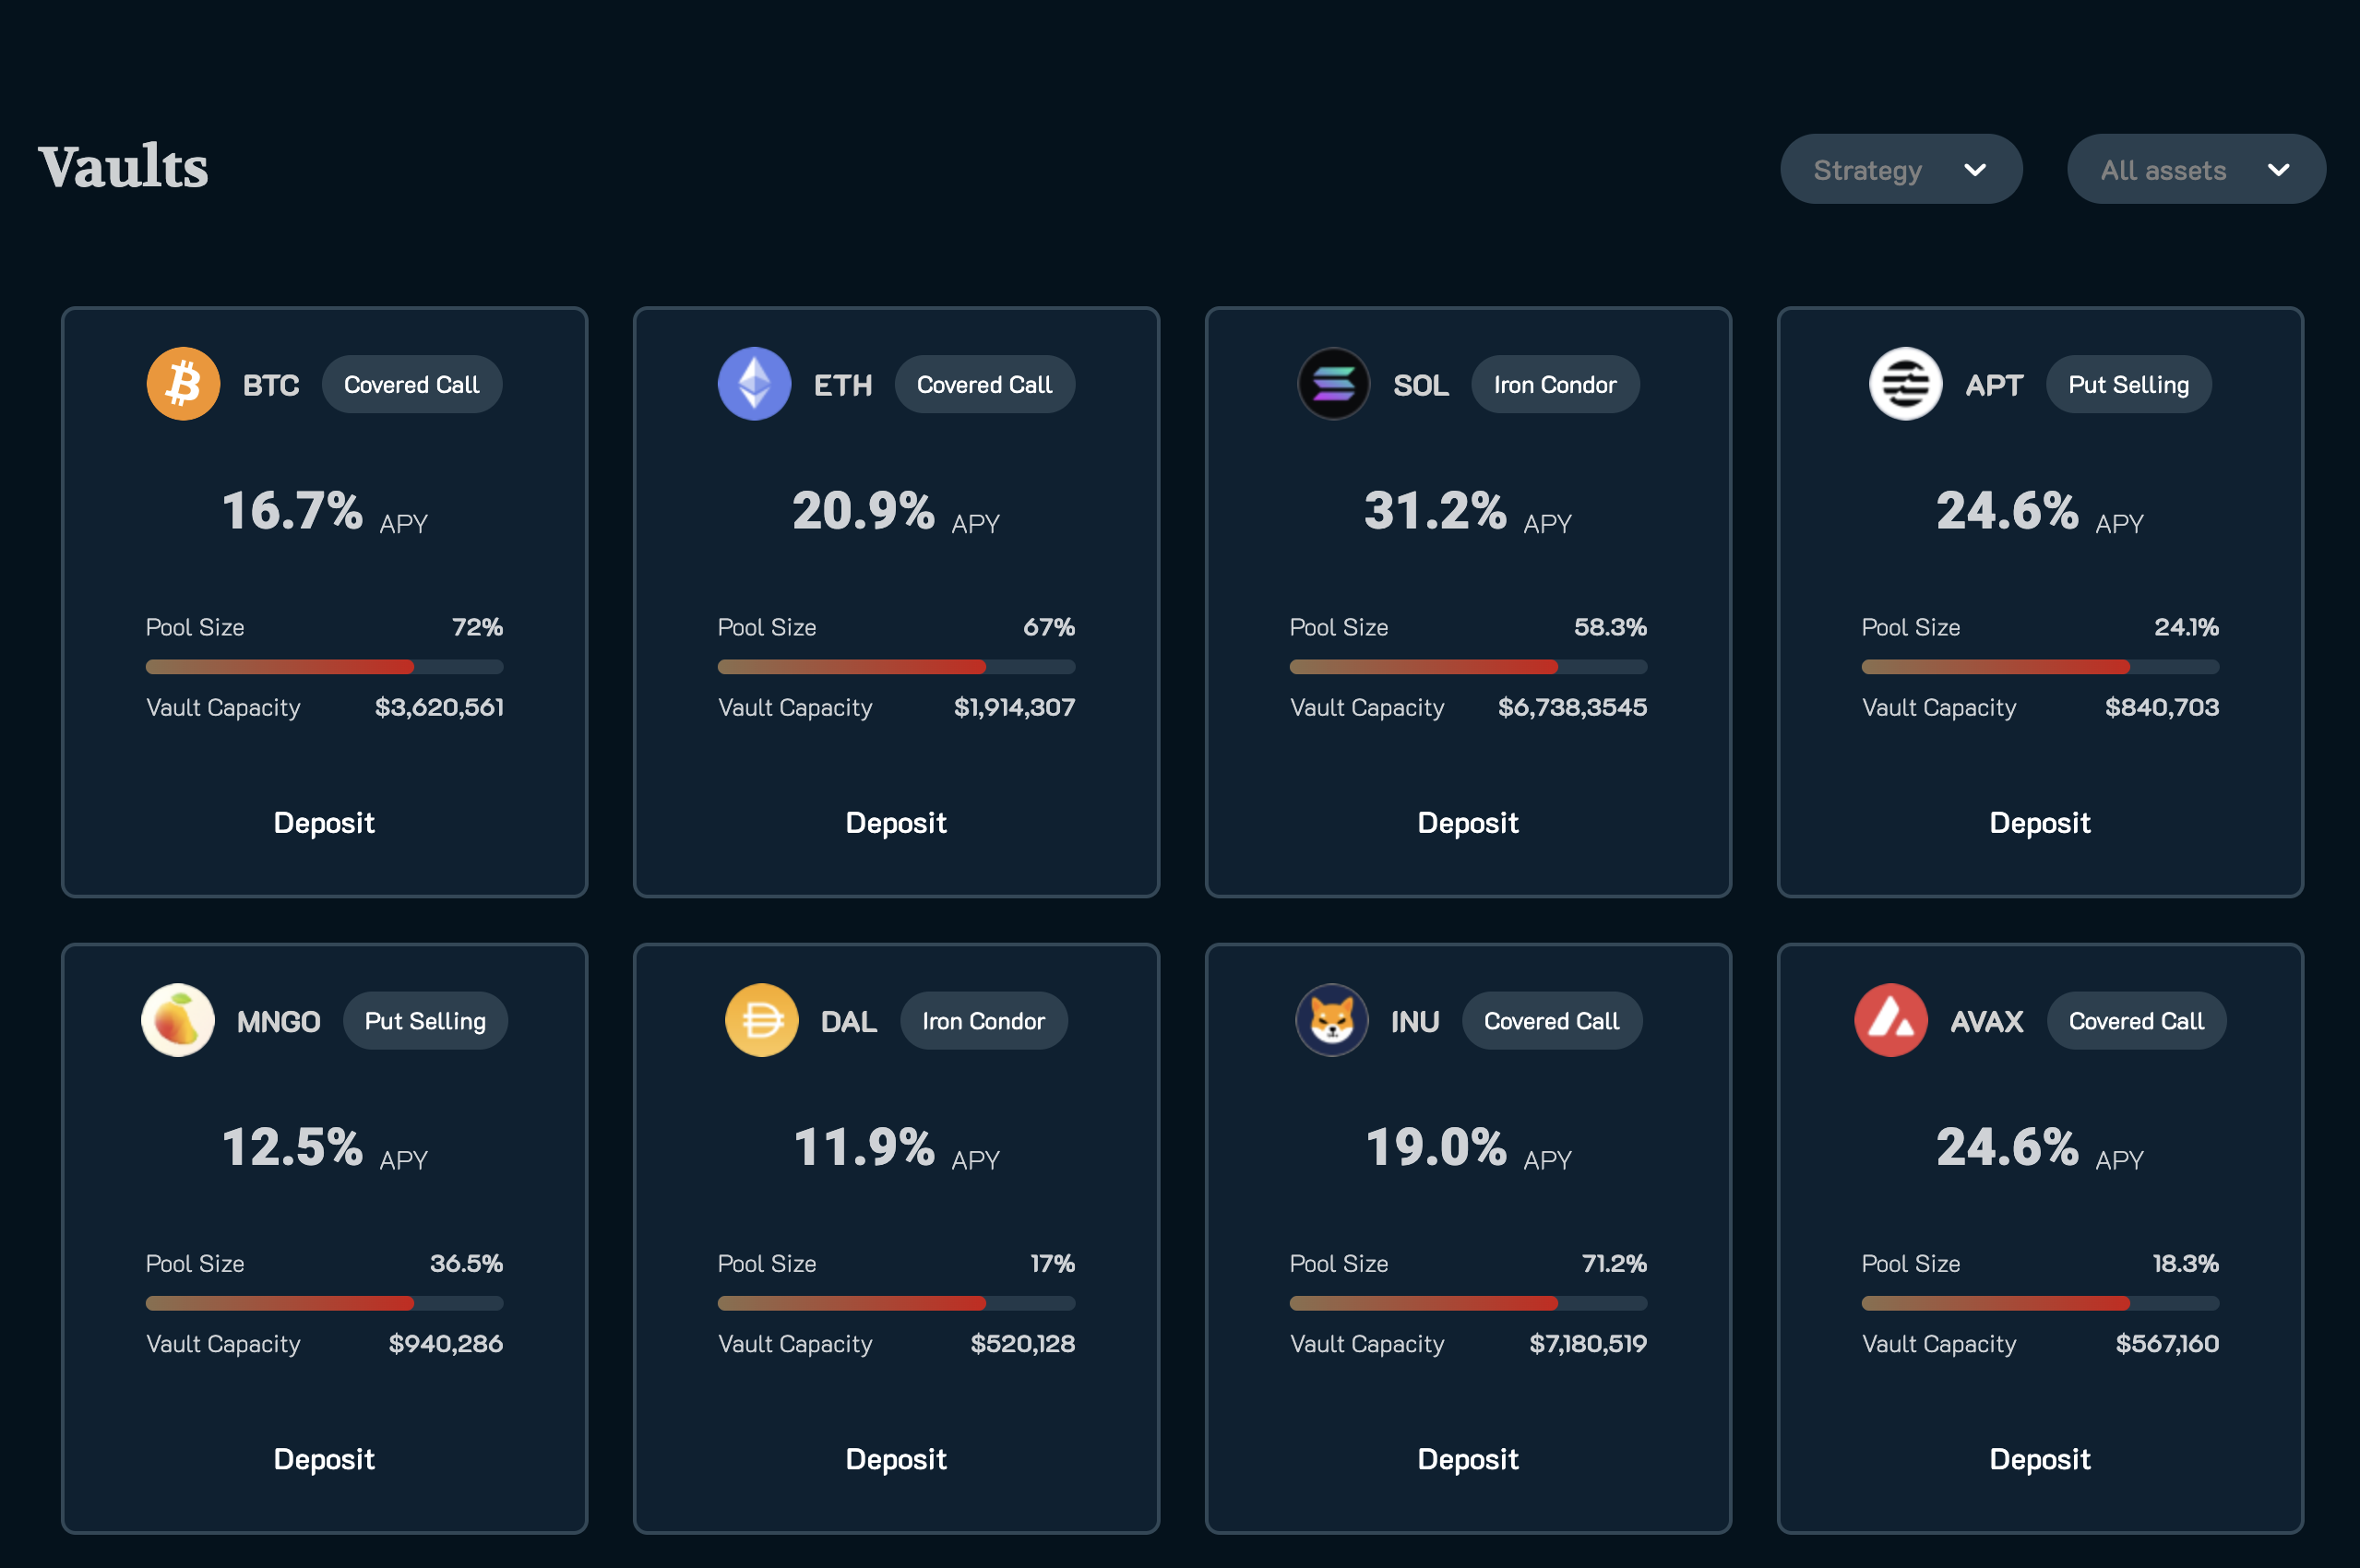 Vaults
Strategy
All assets
BTC Covered Call
16.7% APY
Pool Size 72%
Vault Capacity $3,620,561
Deposit
ETH Covered Call
20.9% APY
Pool Size 67%
Vault Capacity $1,914,307
Deposit
SOL Iron Condor
31.2% APY
Pool Size 58.3%
Vault Capacity $6,738,3545
Deposit
APT Put Selling
24.6% APY
Pool Size 24.1%
Vault Capacity $840,703
Deposit
MNGO Put Selling
12.5% APY
Pool Size 36.5%
Vault Capacity $940,286
Deposit
DAL Iron Condor
11.9% APY
Pool Size 17%
Vault Capacity $520,128
Deposit
INU Covered Call
19.0% APY
Pool Size 71.2%
Vault Capacity $7,180,519
Deposit
AVAX Covered Call
24.6% APY
Pool Size 18.3%
Vault Capacity $567,160
Deposit